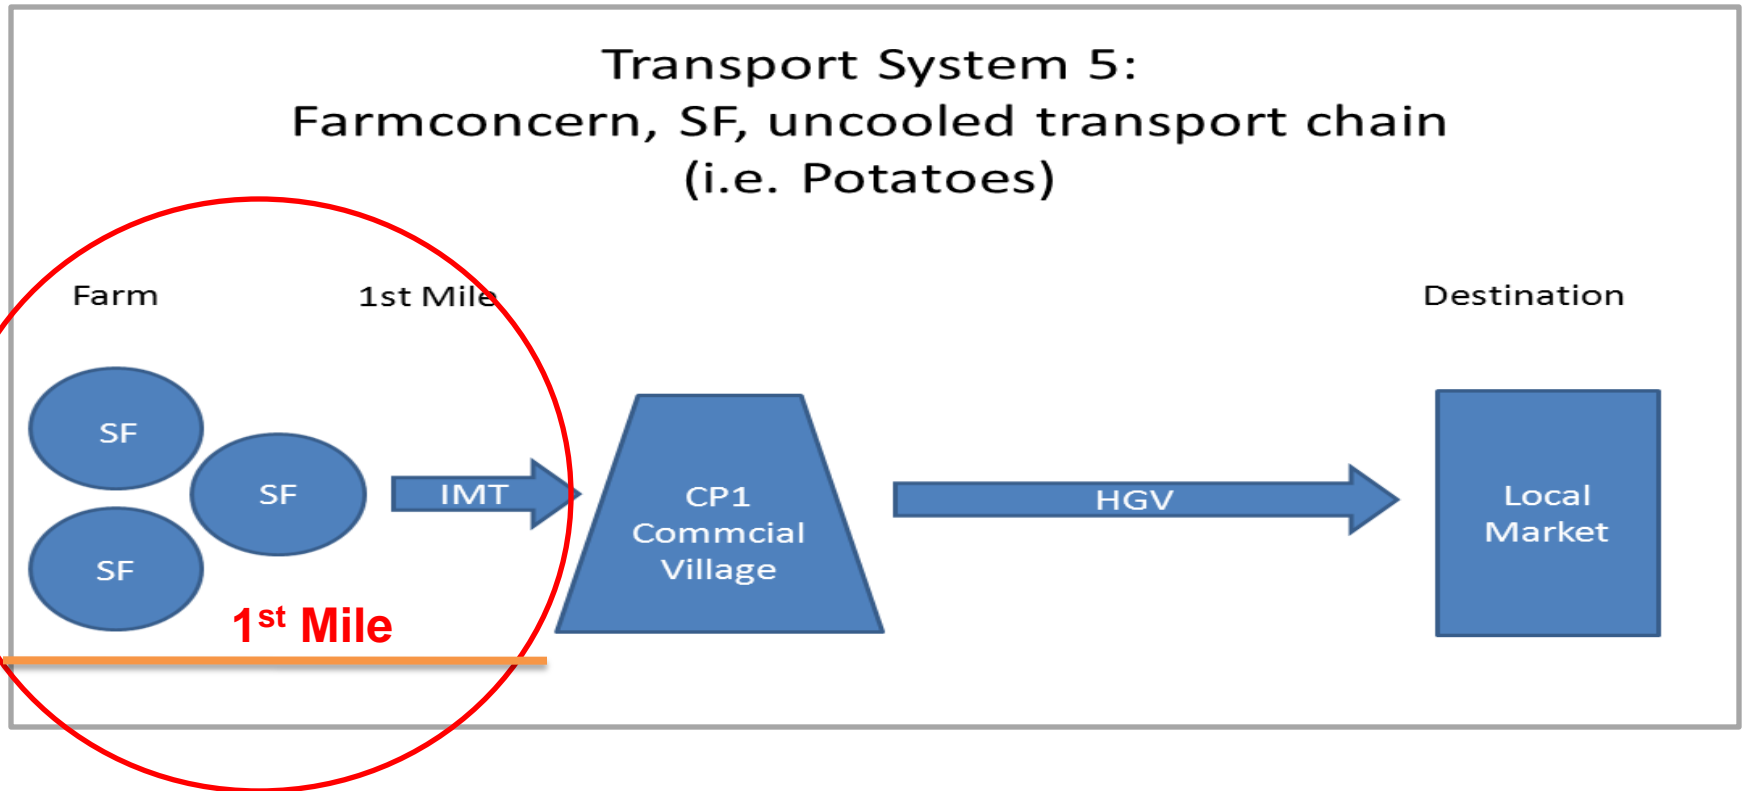 Transport System 5:
Farmconcern, SF, uncooled transport chain
(i.e. Potatoes)
Farm
1st Mile
Destination
SF
SF
SF
IMT
CP1
Commcial
Village
HGV
Local
Market
1st Mile